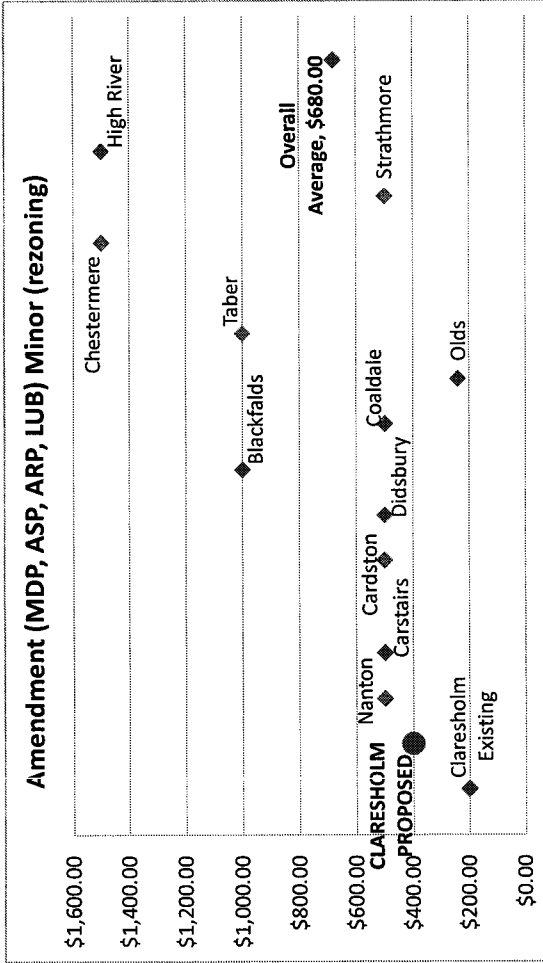 Amendment (MDP, ASP, ARP, LUB) Minor (rezoning)
$1,600.00
$1,400.00
$1,200.00
$1,000.00
$800.00
$600.00
$400.00
$200.00
$0.00
Chestermere
High River
Blackfalds
Taber
Overall
Average, $680.00
Nanton
Carstairs
Cardston
Didsbury
Coaldale
Strathmore
Olds
CLARESHOLM
PROPOSED
Claresholm
Existing